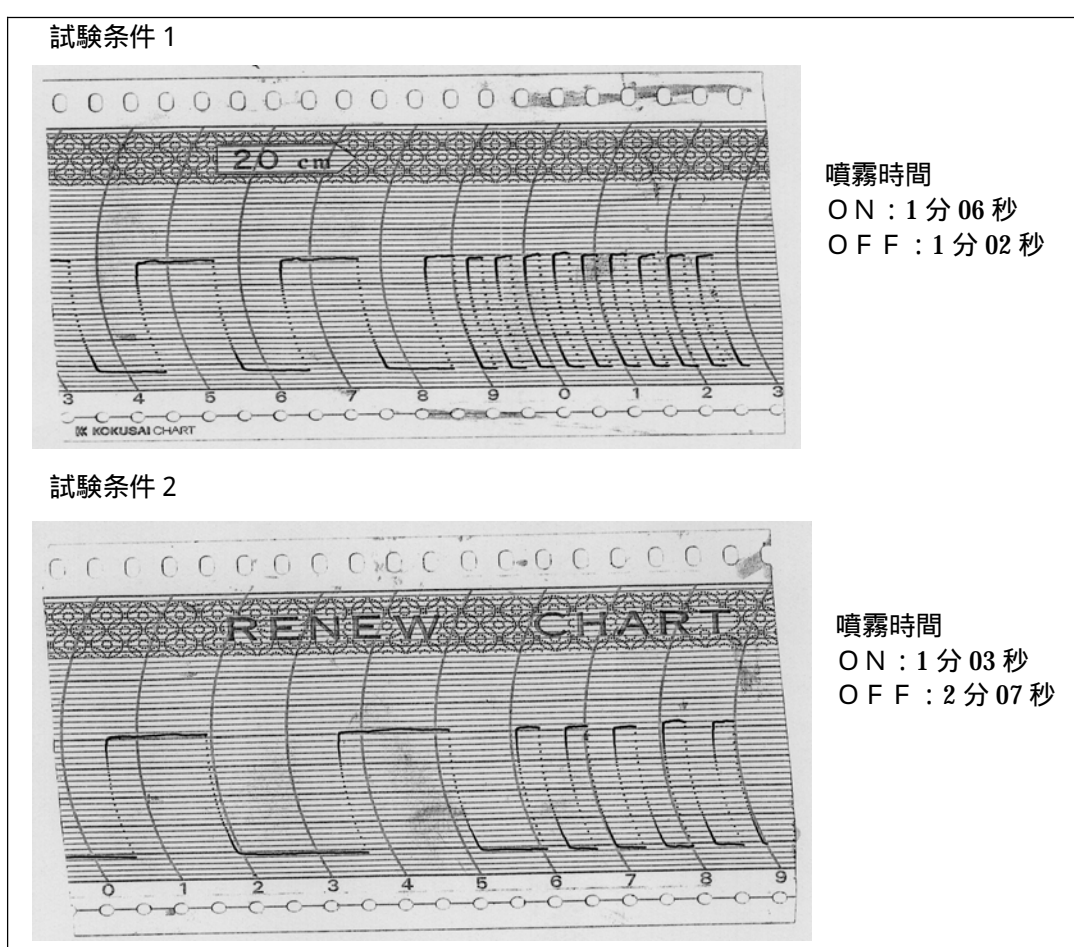 試験条件 1
20 cm
3 4 5 6 7 8 9 0 1 2 3
KOKUSAI CHART
噴霧時間
ＯＮ：1 分 06 秒
ＯＦＦ：1 分 02 秒
試験条件 2
RENEW CHART
0 1 2 3 4 5 6 7 8 9
噴霧時間
ＯＮ：1 分 03 秒
ＯＦＦ：2 分 07 秒